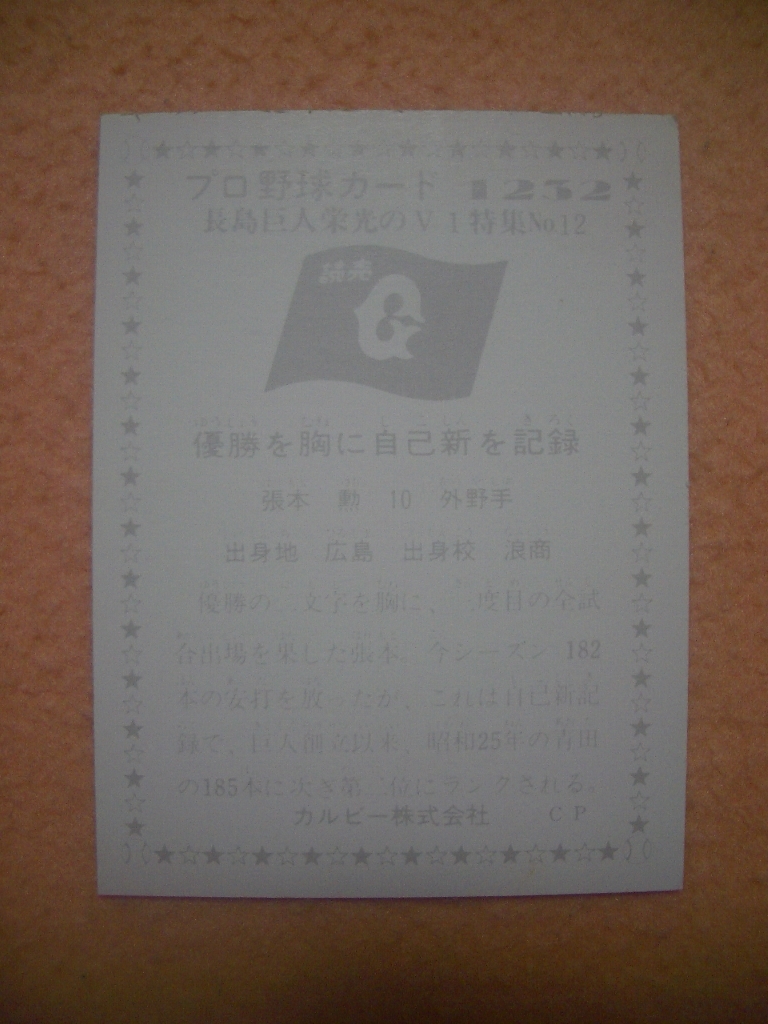 プロ野球カード 1232
長島巨人栄光のV1特集No.12
読売
G
優勝を胸に自己新を記録
張本 勲 10 外野手
出身地 広島 出身校 浪商
優勝の二文字を胸に、二度目の全試
合出場を果した張本。今シーズン 182
本の安打を放ったが、これは自己新記
録で、巨人創立以来、昭和25年の青田
の185本に次ぎ第二位にランクされる。
カルビー株式会社 CP